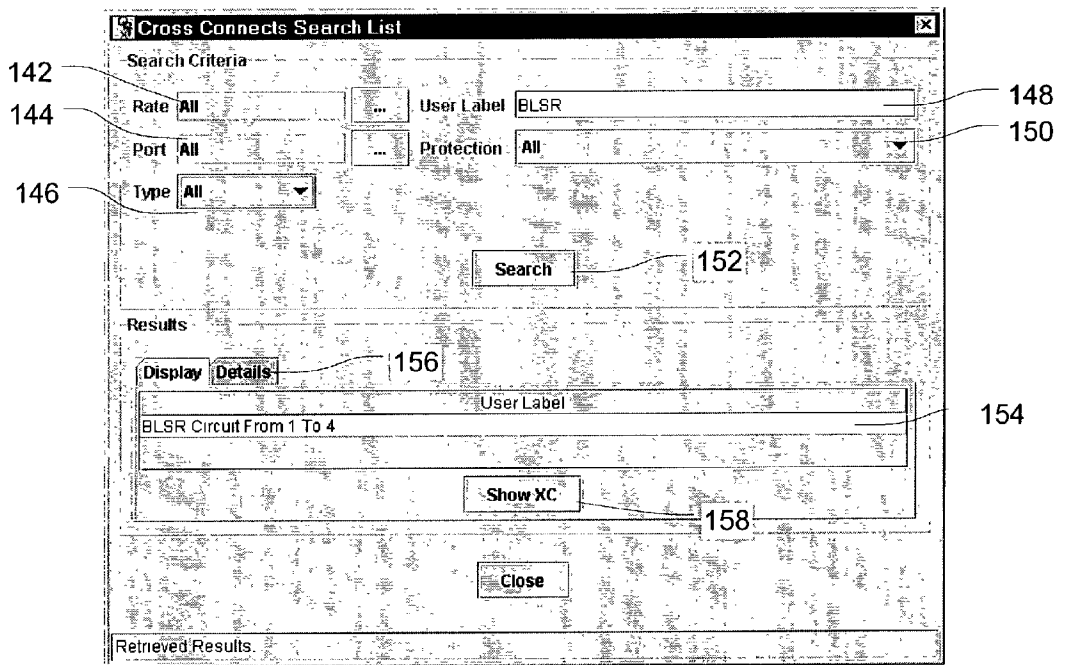 Cross Connects Search List
Search Criteria
142
Rate All ... User Label BLSR
148
144
Port All ... Protection All
150
146
Type All
Search
152
Results
Display Details
156
User Label
BLSR Circuit From 1 To 4
154
Show XC
158
Close
Retrieved Results.